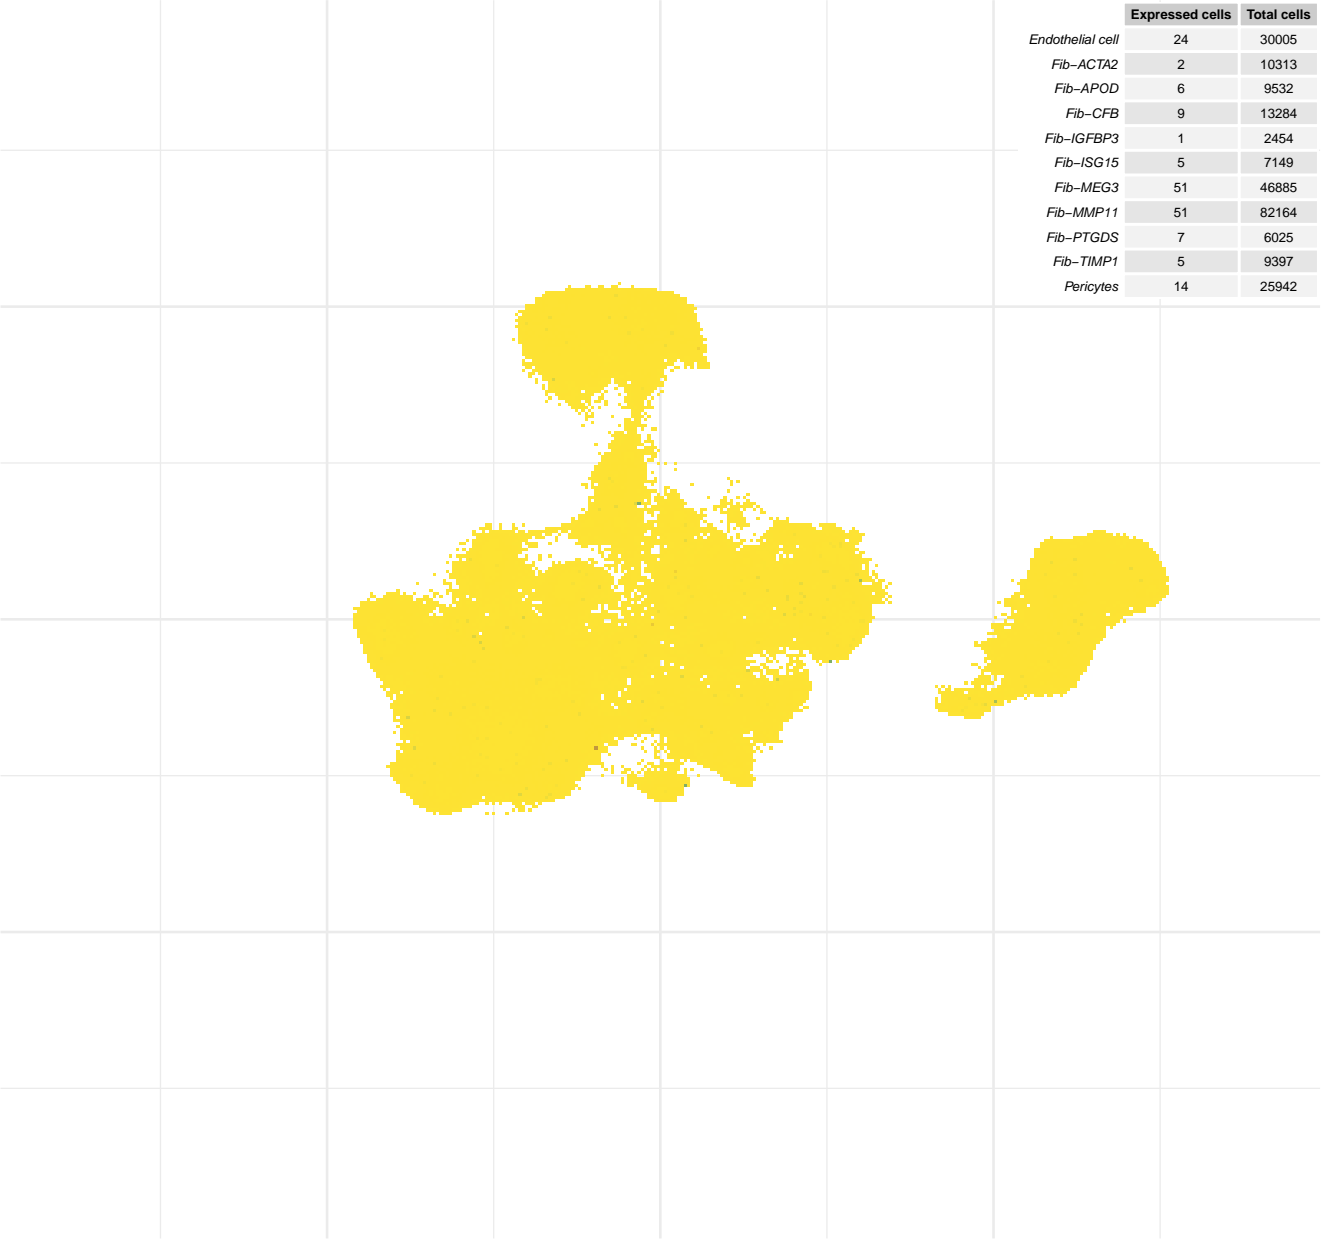 Expressed cells Total cells
Endothelial cell 24 30005
Fib−ACTA2 2 10313
Fib−APOD 6 9532
Fib−CFB 9 13284
Fib−IGFBP3 1 2454
Fib−ISG15 5 7149
Fib−MEG3 51 46885
Fib−MMP11 51 82164
Fib−PTGDS 7 6025
Fib−TIMP1 5 9397
Pericytes 14 25942